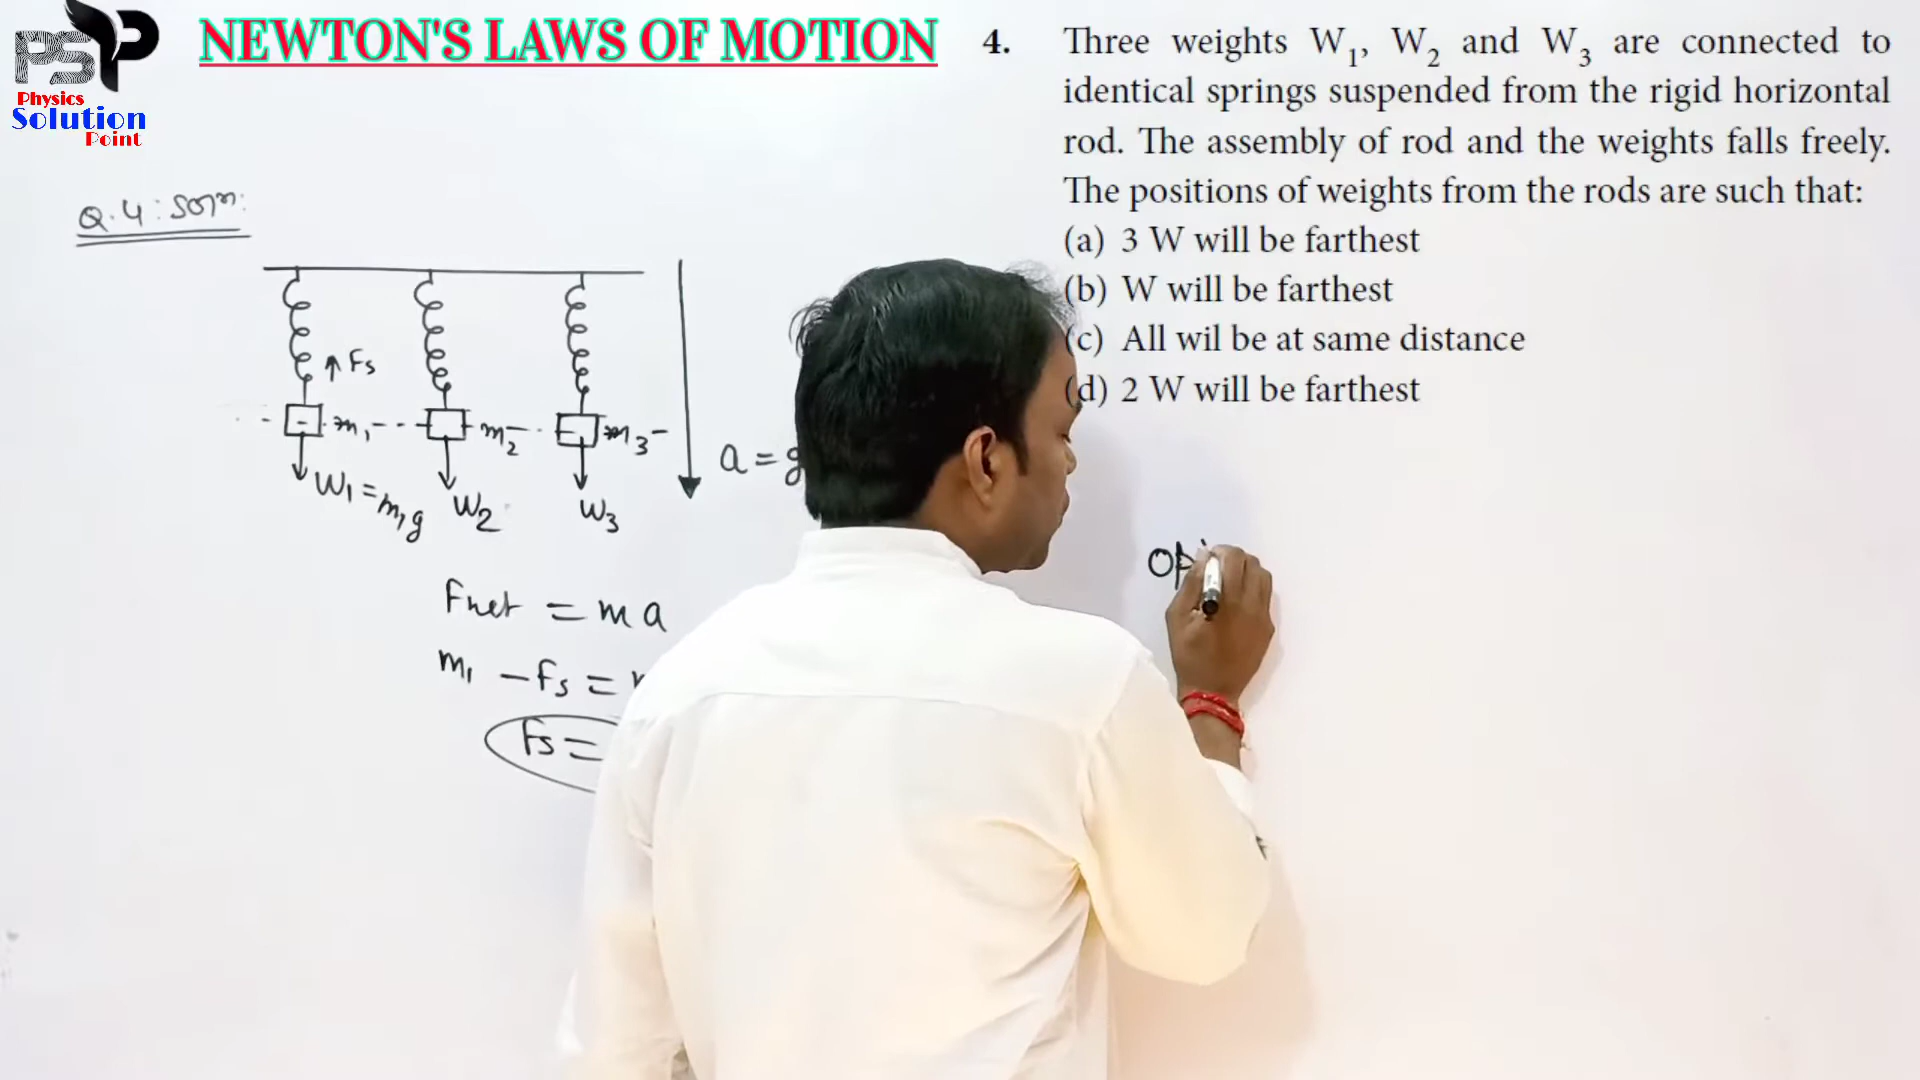 PSP
Physics
Solution
Point
NEWTON'S LAWS OF MOTION
4. Three weights W1, W2 and W3 are connected to
identical springs suspended from the rigid horizontal
rod. The assembly of rod and the weights falls freely.
The positions of weights from the rods are such that:
(a) 3 W will be farthest
(b) W will be farthest
(c) All wil be at same distance
(d) 2 W will be farthest
Q.4: Soln:
Fs
m1 m2 m3
W1 = m1g W2 W3
a = g
Fnet = ma
m1 - Fs =
Fs =
OP